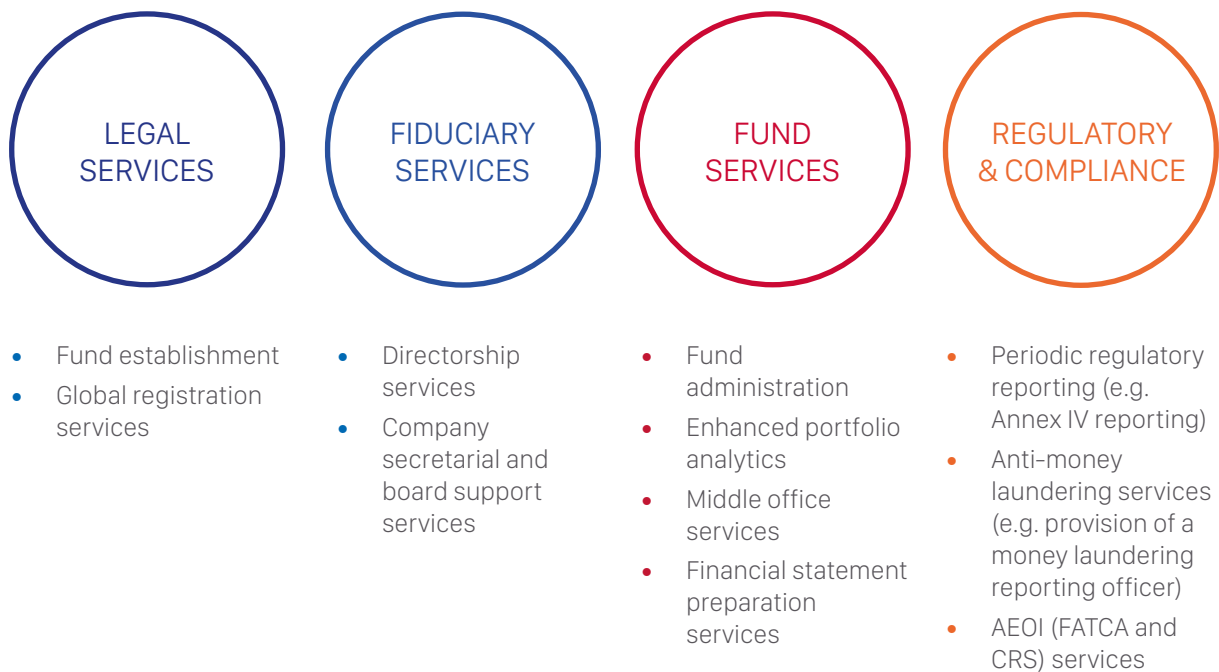 LEGAL
SERVICES
• Fund establishment
• Global registration
services
FIDUCIARY
SERVICES
• Directorship
services
• Company
secretarial and
board support
services
FUND
SERVICES
• Fund
administration
• Enhanced portfolio
analytics
• Middle office
services
• Financial statement
preparation
services
REGULATORY
& COMPLIANCE
• Periodic regulatory
reporting (e.g.
Annex IV reporting)
• Anti-money
laundering services
(e.g. provision of a
money laundering
reporting officer)
• AEOI (FATCA and
CRS) services